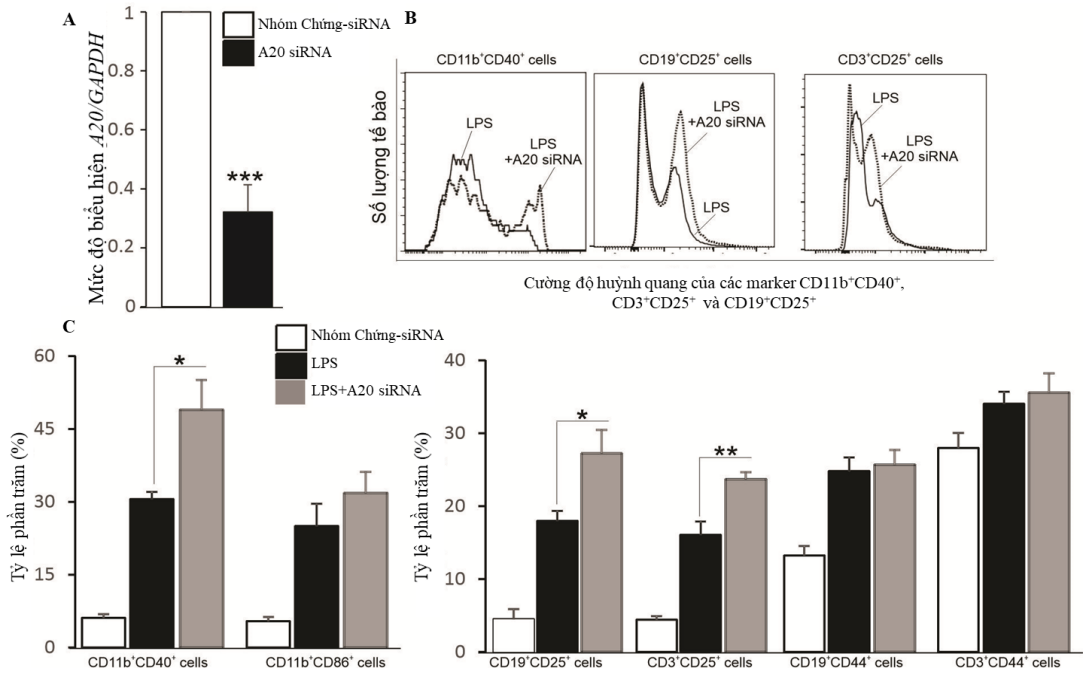 A
Mức độ biểu hiện A20/GAPDH
1
0.8
0.6
0.4
0.2
0
***
Nhóm Chứng-siRNA
A20 siRNA
B
Số lượng tế bào
CD11b⁺CD40⁺ cells
LPS
LPS
+A20 siRNA
CD19⁺CD25⁺ cells
LPS
+A20 siRNA
LPS
CD3⁺CD25⁺ cells
LPS
LPS
+A20 siRNA
Cường độ huỳnh quang của các marker CD11b⁺CD40⁺,
CD3⁺CD25⁺ và CD19⁺CD25⁺
C
Nhóm Chứng-siRNA
LPS
LPS+A20 siRNA
Tỷ lệ phần trăm (%)
60
45
30
15
0
*
CD11b⁺CD40⁺ cells
CD11b⁺CD86⁺ cells
Tỷ lệ phần trăm (%)
40
30
20
10
0
*
**
CD19⁺CD25⁺ cells
CD3⁺CD25⁺ cells
CD19⁺CD44⁺ cells
CD3⁺CD44⁺ cells